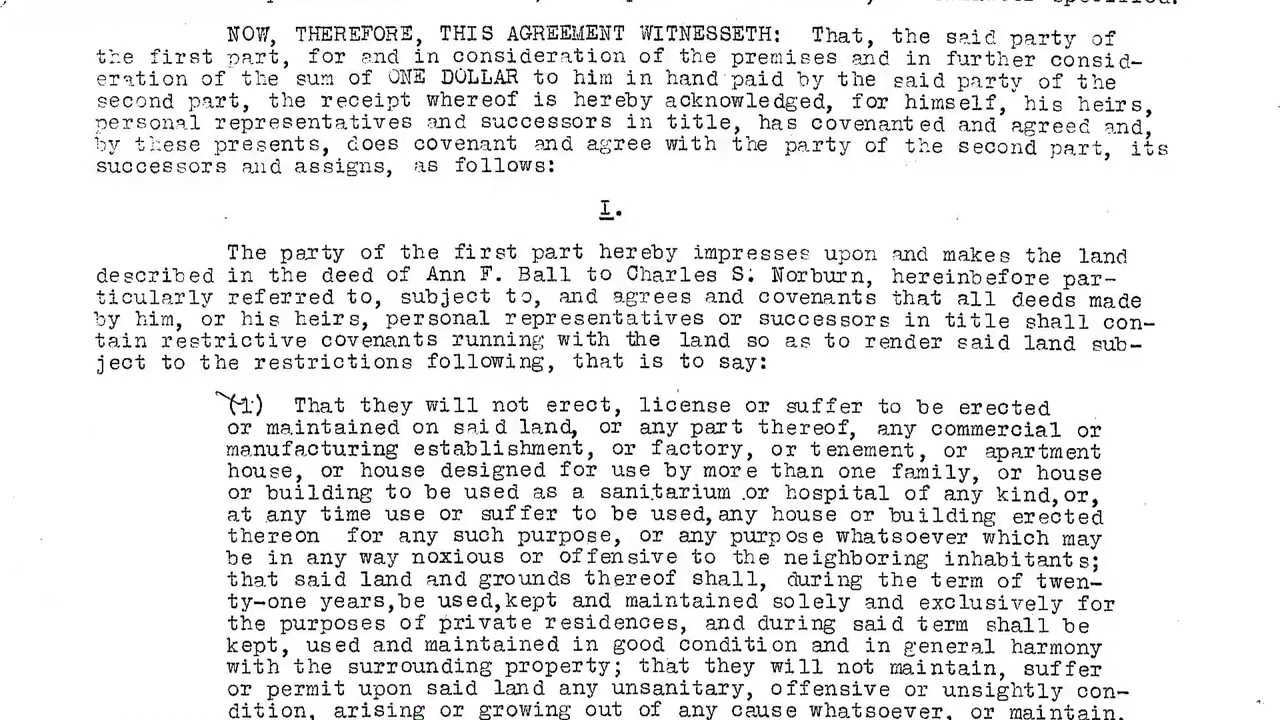 specified.
NOW, THEREFORE, THIS AGREEMENT WITNESSETH: That, the said party of
the first part, for and in consideration of the premises and in further consid-
eration of the sum of ONE DOLLAR to him in hand paid by the said party of the
second part, the receipt whereof is hereby acknowledged, for himself, his heirs,
personal representatives and successors in title, has covenanted and agreed and,
by these presents, does covenant and agree with the party of the second part, its
successors and assigns, as follows:
I.
The party of the first part hereby impresses upon and makes the land
described in the deed of Ann F. Ball to Charles S. Norburn, hereinbefore par-
ticularly referred to, subject to, and agrees and covenants that all deeds made
by him, or his heirs, personal representatives or successors in title shall con-
tain restrictive covenants running with the land so as to render said land sub-
ject to the restrictions following, that is to say:
(1) That they will not erect, license or suffer to be erected
or maintained on said land, or any part thereof, any commercial or
manufacturing establishment, or factory, or tenement, or apartment
house, or house designed for use by more than one family, or house
or building to be used as a sanitarium or hospital of any kind,or,
at any time use or suffer to be used,any house or building erected
thereon for any such purpose, or any purpose whatsoever which may
be in any way noxious or offensive to the neighboring inhabitants;
that said land and grounds thereof shall, during the term of twen-
ty-one years,be used,kept and maintained solely and exclusively for
the purposes of private residences, and during said term shall be
kept, used and maintained in good condition and in general harmony
with the surrounding property; that they will not maintain, suffer
or permit upon said land any unsanitary, offensive or unsightly con-
dition, arising or growing out of any cause whatsoever, or maintain,